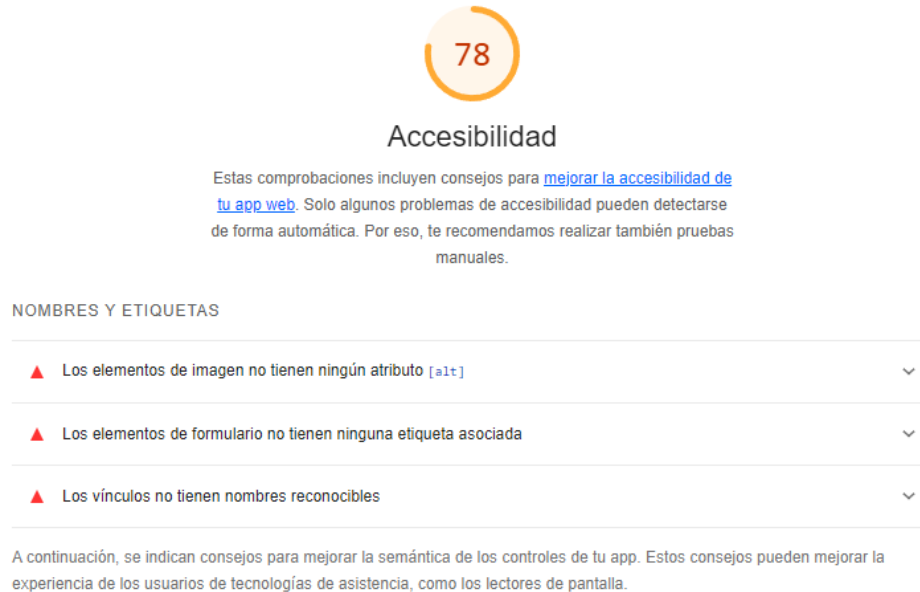 78
Accesibilidad
Estas comprobaciones incluyen consejos para mejorar la accesibilidad de
tu app web. Solo algunos problemas de accesibilidad pueden detectarse
de forma automática. Por eso, te recomendamos realizar también pruebas
manuales.
NOMBRES Y ETIQUETAS
Los elementos de imagen no tienen ningún atributo [alt]
Los elementos de formulario no tienen ninguna etiqueta asociada
Los vínculos no tienen nombres reconocibles
A continuación, se indican consejos para mejorar la semántica de los controles de tu app. Estos consejos pueden mejorar la
experiencia de los usuarios de tecnologías de asistencia, como los lectores de pantalla.